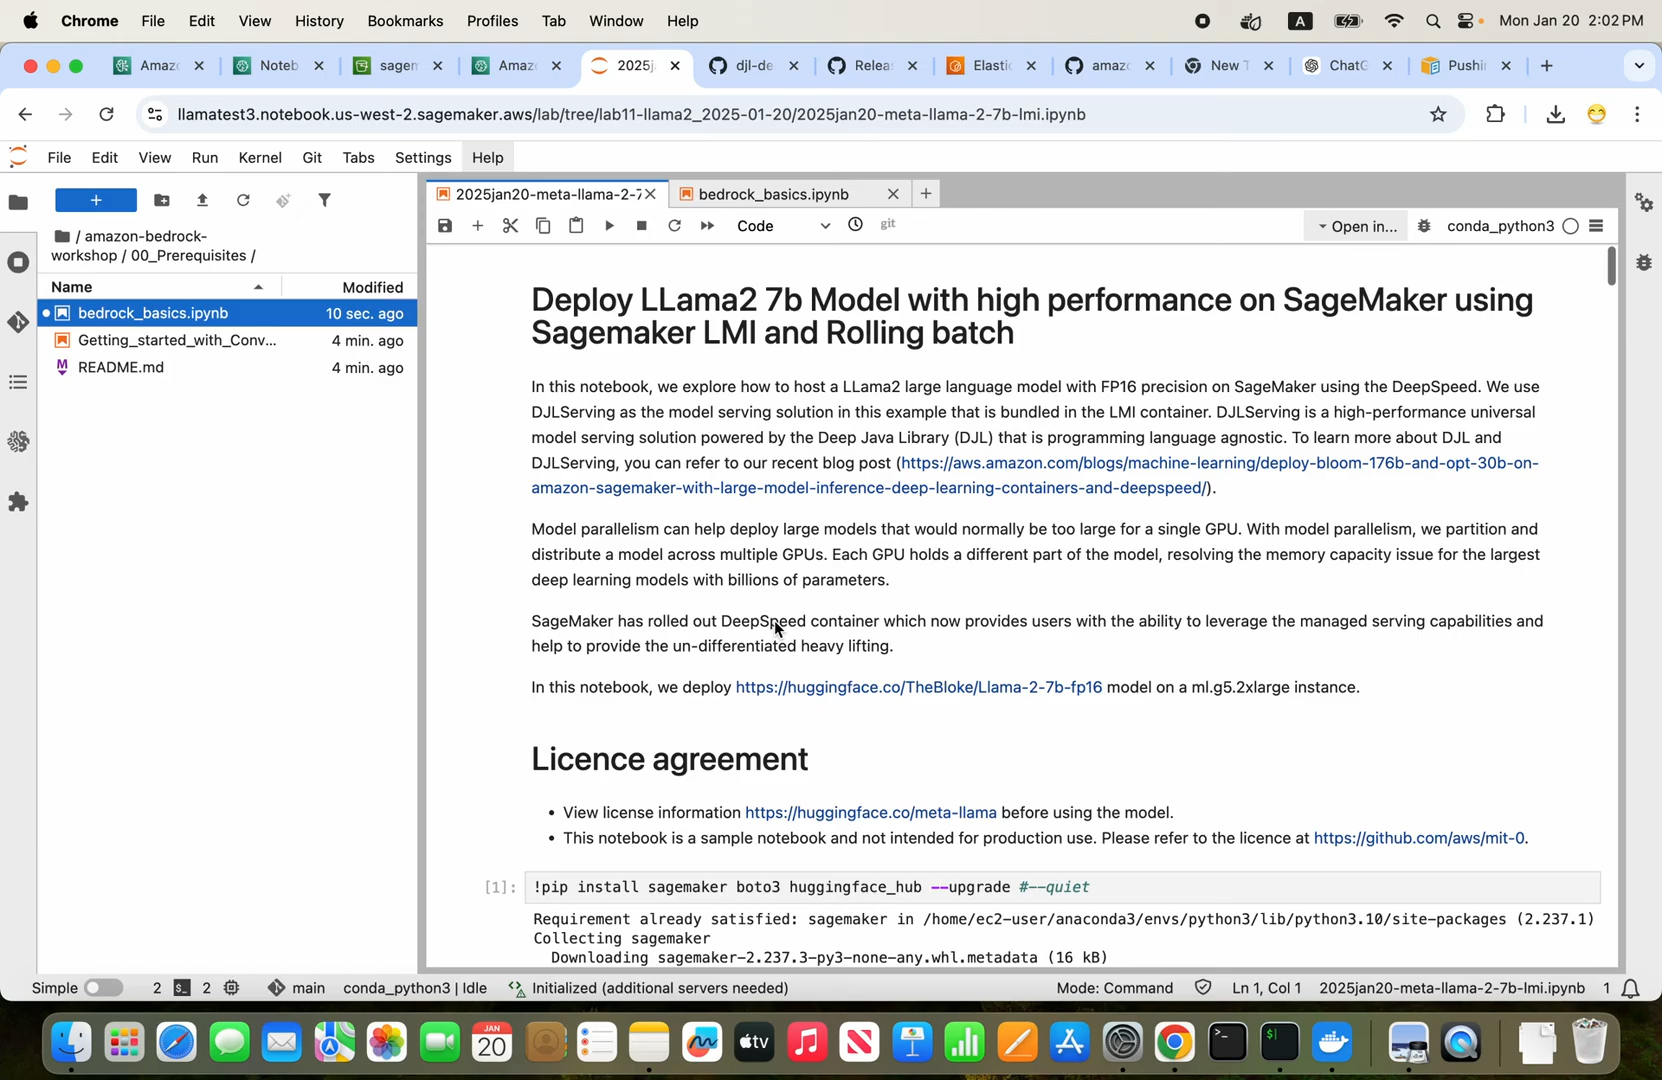 Chrome File Edit View History Bookmarks Profiles Tab Window Help A Mon Jan 20 2:02 PM
Amaz Noteb sagem Amaz 2025j djl-de Relea Elasti amaz New T ChatG Pushi
llamatest3.notebook.us-west-2.sagemaker.aws/lab/tree/lab11-llama2_2025-01-20/2025jan20-meta-llama-2-7b-lmi.ipynb
File Edit View Run Kernel Git Tabs Settings Help
2025jan20-meta-llama-2-7 bedrock_basics.ipynb
Code git Open in... conda_python3
/ amazon-bedrock-
workshop / 00_Prerequisites /
Name Modified
bedrock_basics.ipynb 10 sec. ago
Getting_started_with_Conv... 4 min. ago
README.md 4 min. ago
Deploy LLama2 7b Model with high performance on SageMaker using
Sagemaker LMI and Rolling batch
In this notebook, we explore how to host a LLama2 large language model with FP16 precision on SageMaker using the DeepSpeed. We use
DJLServing as the model serving solution in this example that is bundled in the LMI container. DJLServing is a high-performance universal
model serving solution powered by the Deep Java Library (DJL) that is programming language agnostic. To learn more about DJL and
DJLServing, you can refer to our recent blog post (https://aws.amazon.com/blogs/machine-learning/deploy-bloom-176b-and-opt-30b-on-
amazon-sagemaker-with-large-model-inference-deep-learning-containers-and-deepspeed/).
Model parallelism can help deploy large models that would normally be too large for a single GPU. With model parallelism, we partition and
distribute a model across multiple GPUs. Each GPU holds a different part of the model, resolving the memory capacity issue for the largest
deep learning models with billions of parameters.
SageMaker has rolled out DeepSpeed container which now provides users with the ability to leverage the managed serving capabilities and
help to provide the un-differentiated heavy lifting.
In this notebook, we deploy https://huggingface.co/TheBloke/Llama-2-7b-fp16 model on a ml.g5.2xlarge instance.
Licence agreement
• View license information https://huggingface.co/meta-llama before using the model.
• This notebook is a sample notebook and not intended for production use. Please refer to the licence at https://github.com/aws/mit-0.
[1]: !pip install sagemaker boto3 huggingface_hub --upgrade #--quiet
Requirement already satisfied: sagemaker in /home/ec2-user/anaconda3/envs/python3/lib/python3.10/site-packages (2.237.1)
Collecting sagemaker
Downloading sagemaker-2.237.3-py3-none-any.whl.metadata (16 kB)
Simple 2 2 main conda_python3 | Idle Initialized (additional servers needed) Mode: Command Ln 1, Col 1 2025jan20-meta-llama-2-7b-lmi.ipynb 1
JAN
20
tv